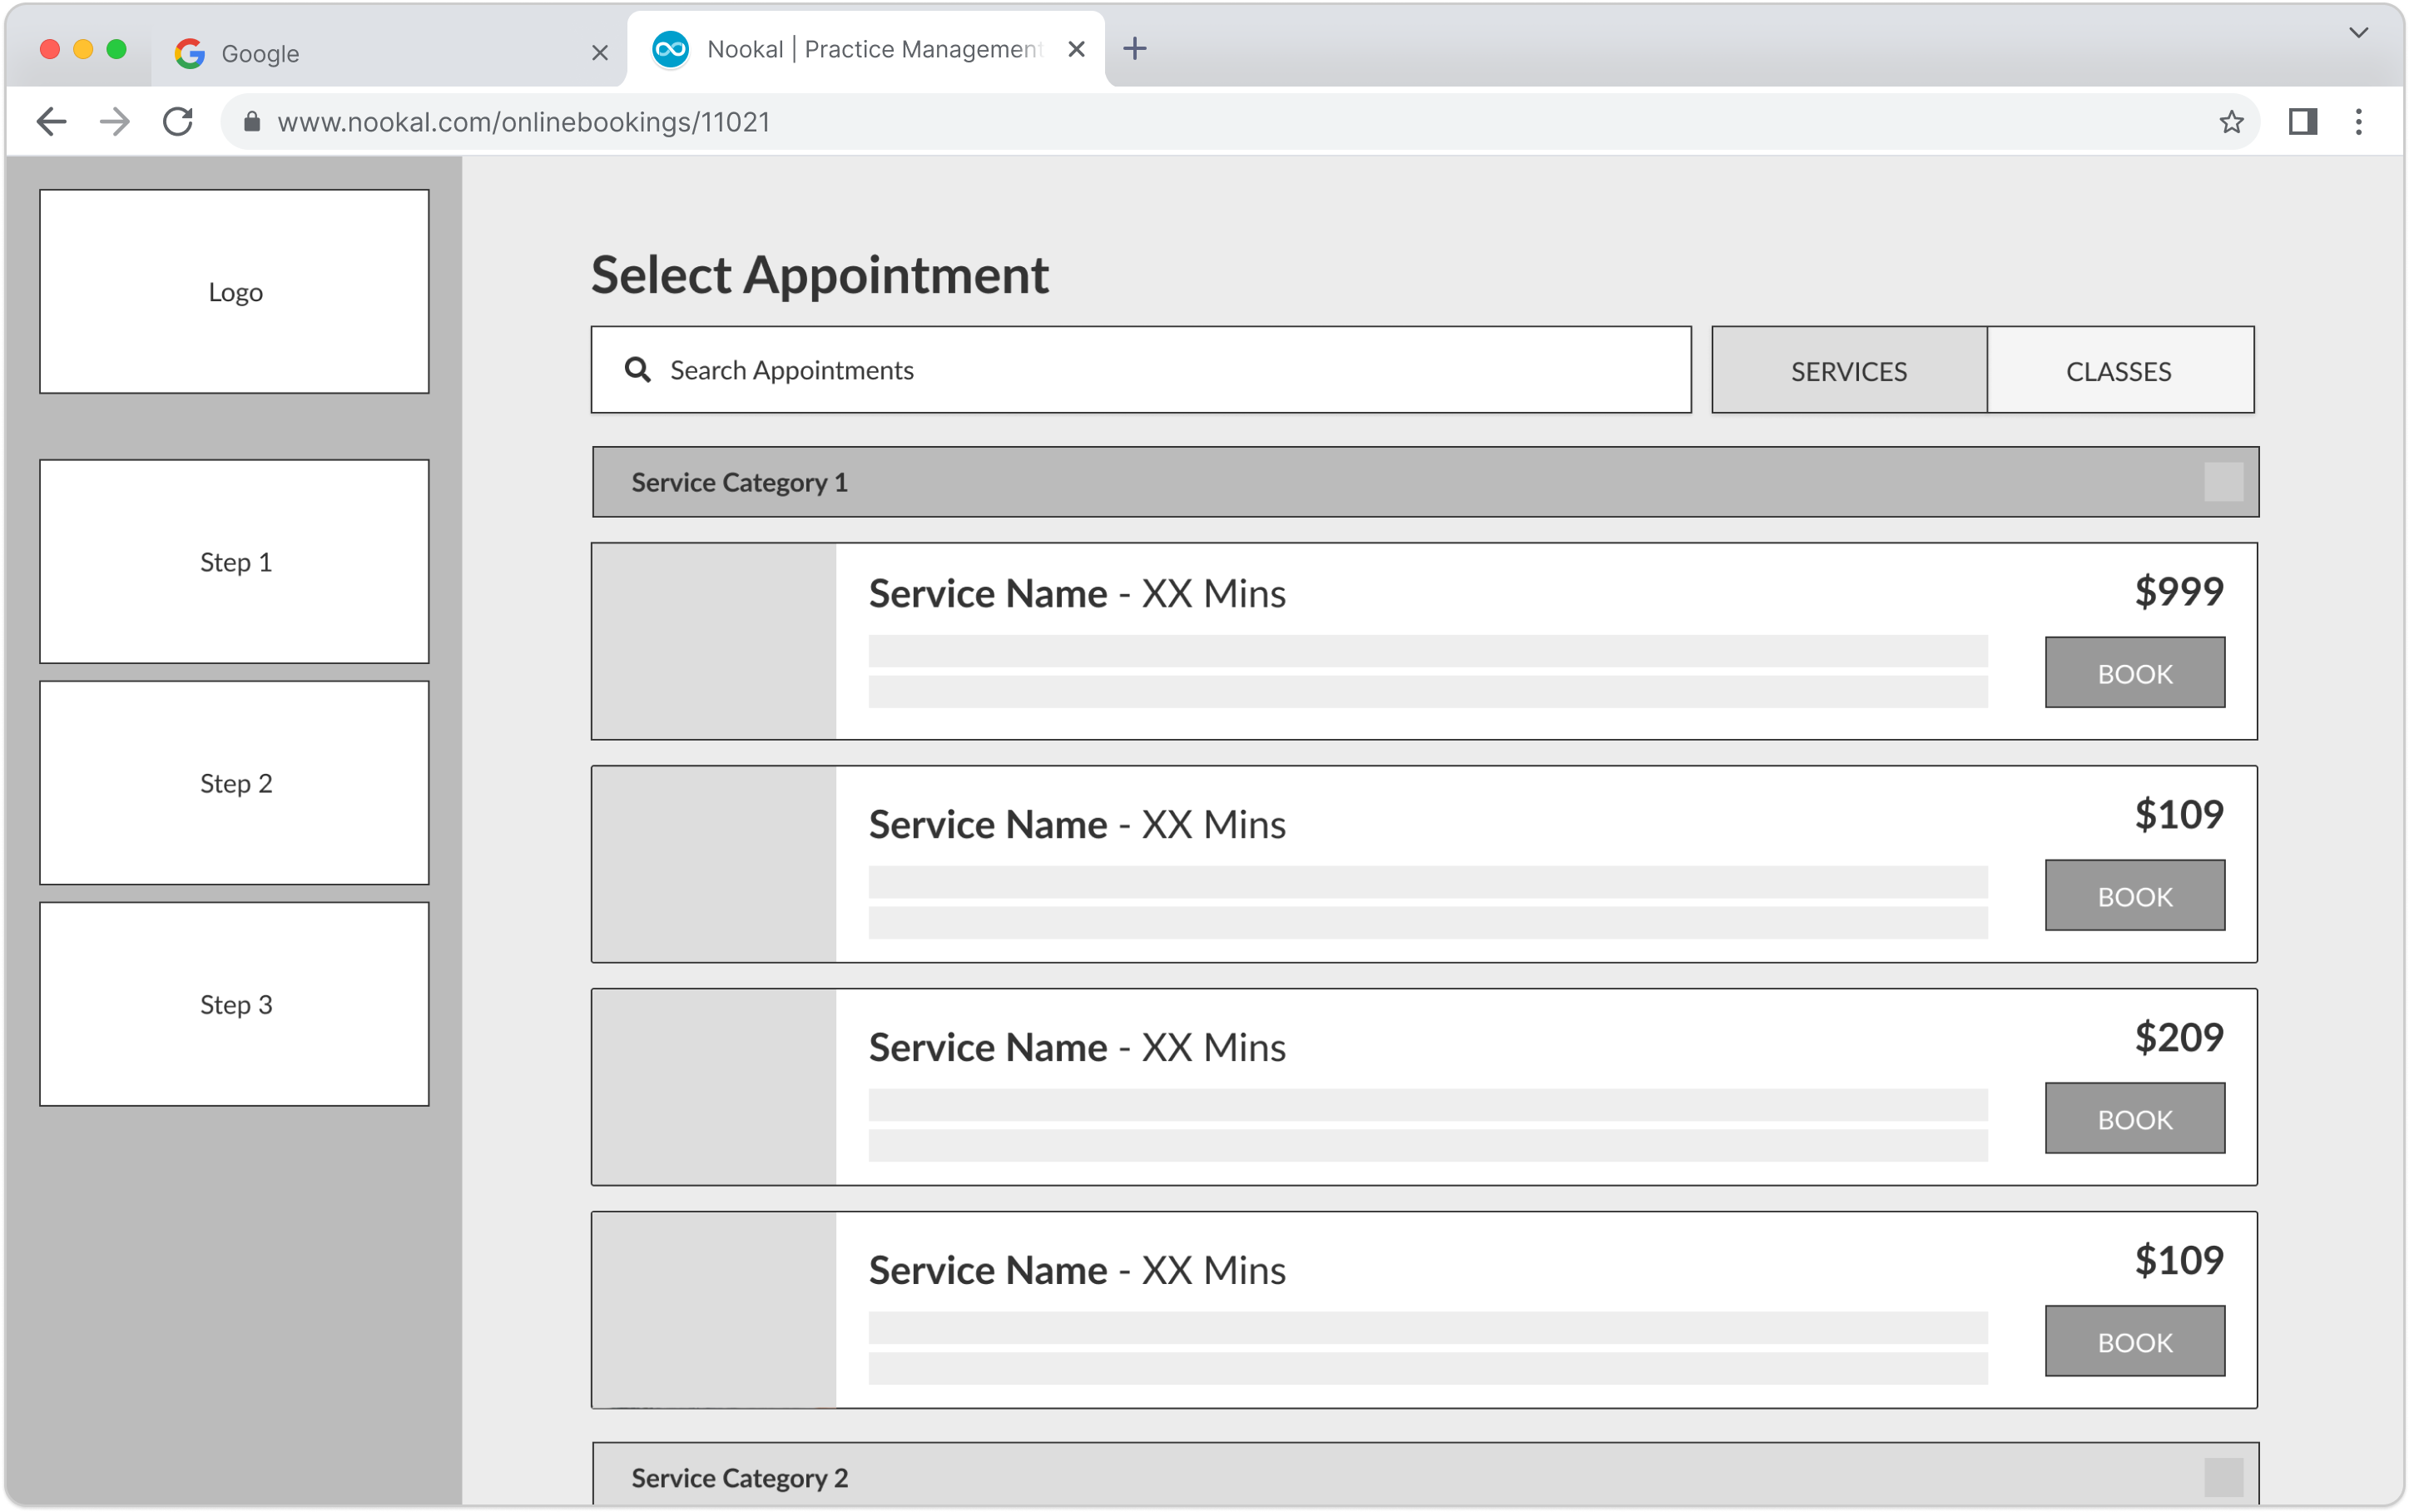 Google
Nookal | Practice Management
www.nookal.com/onlinebookings/11021
Logo
Step 1
Step 2
Step 3
Select Appointment
Search Appointments
SERVICES
CLASSES
Service Category 1
Service Name - XX Mins
$999
BOOK
Service Name - XX Mins
$109
BOOK
Service Name - XX Mins
$209
BOOK
Service Name - XX Mins
$109
BOOK
Service Category 2